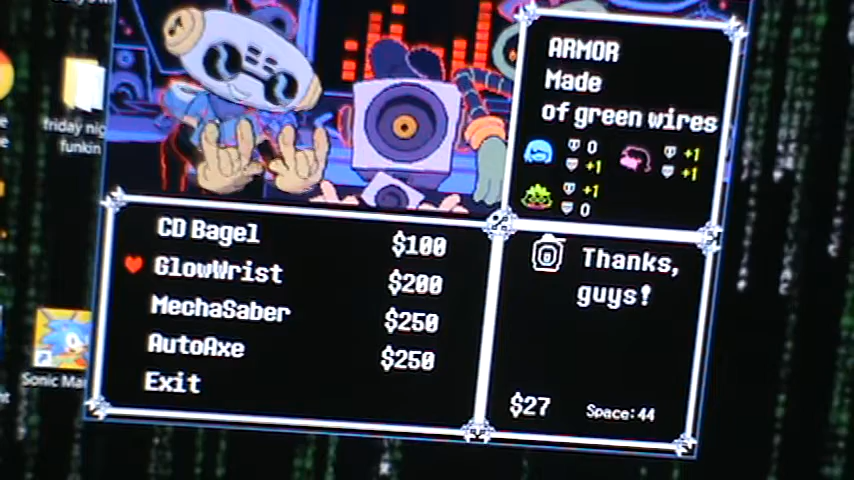 ARMOR
Made
of green wires
0
+1
+1
+1
+1
0
friday nig
funkin
CD Bagel $100
GlowWrist $200
MechaSaber $250
AutoAxe $250
Exit
Thanks,
guys!
$27 Space:44
Sonic Ma